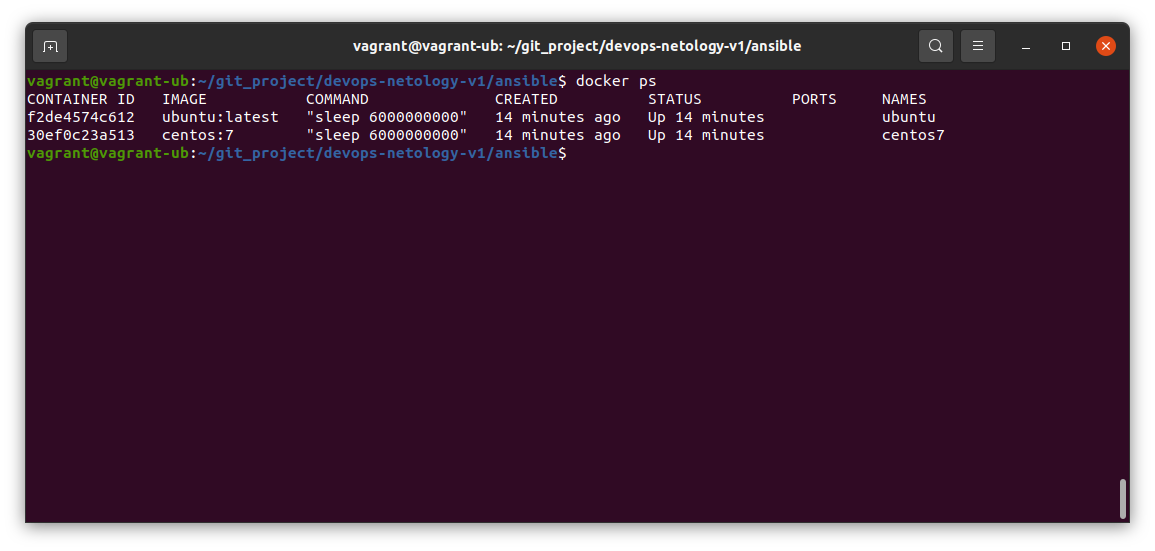 vagrant@vagrant-ub: ~/git_project/devops-netology-v1/ansible
vagrant@vagrant-ub:~/git_project/devops-netology-v1/ansible$ docker ps
CONTAINER ID   IMAGE           COMMAND              CREATED          STATUS          PORTS     NAMES
f2de4574c612   ubuntu:latest   "sleep 6000000000"   14 minutes ago   Up 14 minutes             ubuntu
30ef0c23a513   centos:7        "sleep 6000000000"   14 minutes ago   Up 14 minutes             centos7
vagrant@vagrant-ub:~/git_project/devops-netology-v1/ansible$